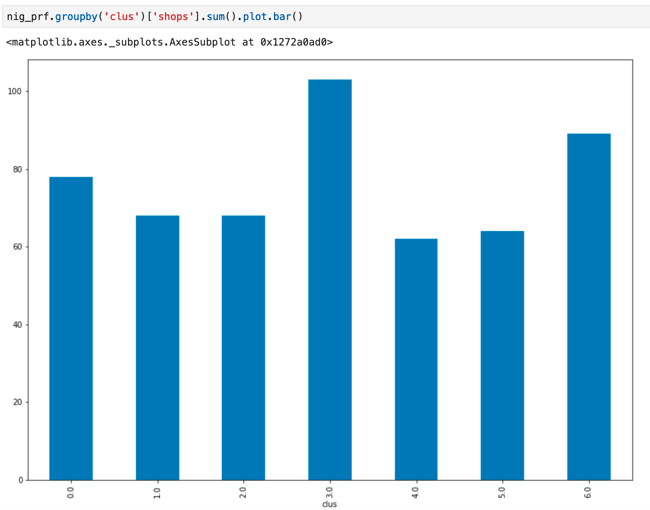 nig_prf.groupby('clus')['shops'].sum().plot.bar()
<matplotlib.axes._subplots.AxesSubplot at 0x1272a0ad0>
100
80
60
40
20
0
0.0 1.0 2.0 3.0 4.0 5.0 6.0
clus